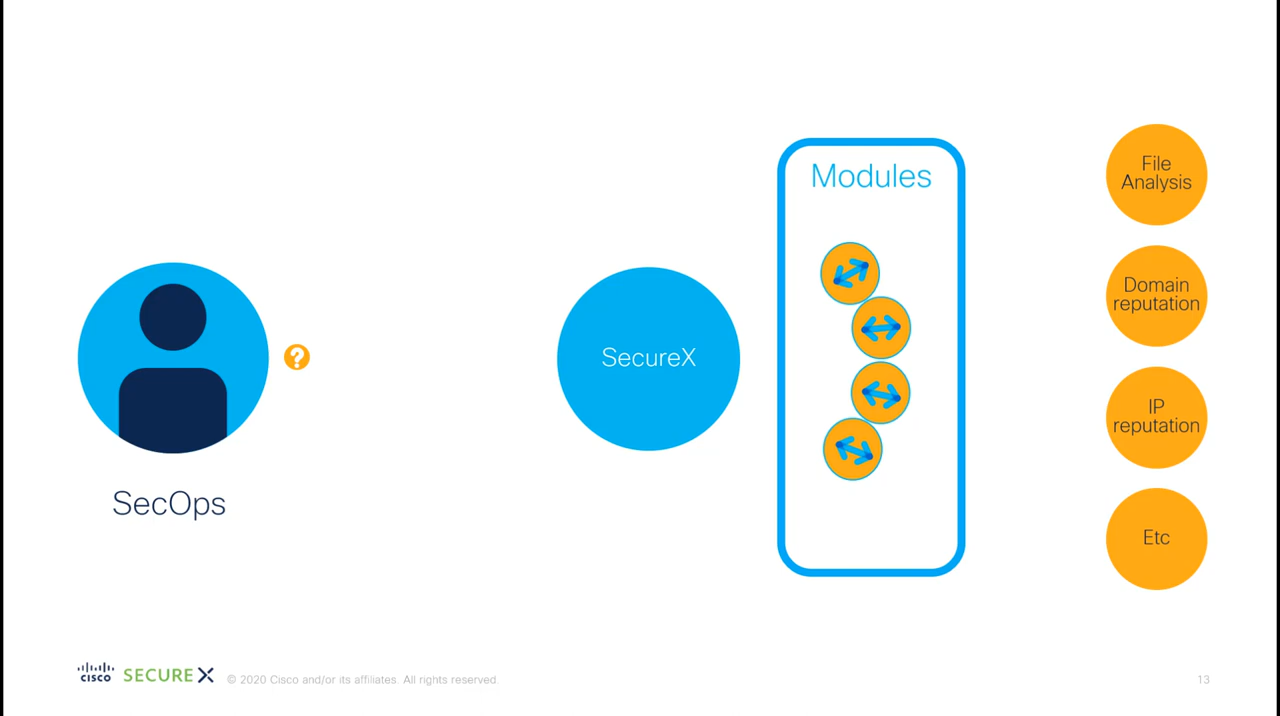 Modules
File
Analysis
Domain
reputation
SecureX
?
IP
reputation
SecOps
Etc
CISCO SECURE X © 2020 Cisco and/or its affiliates. All rights reserved.
13